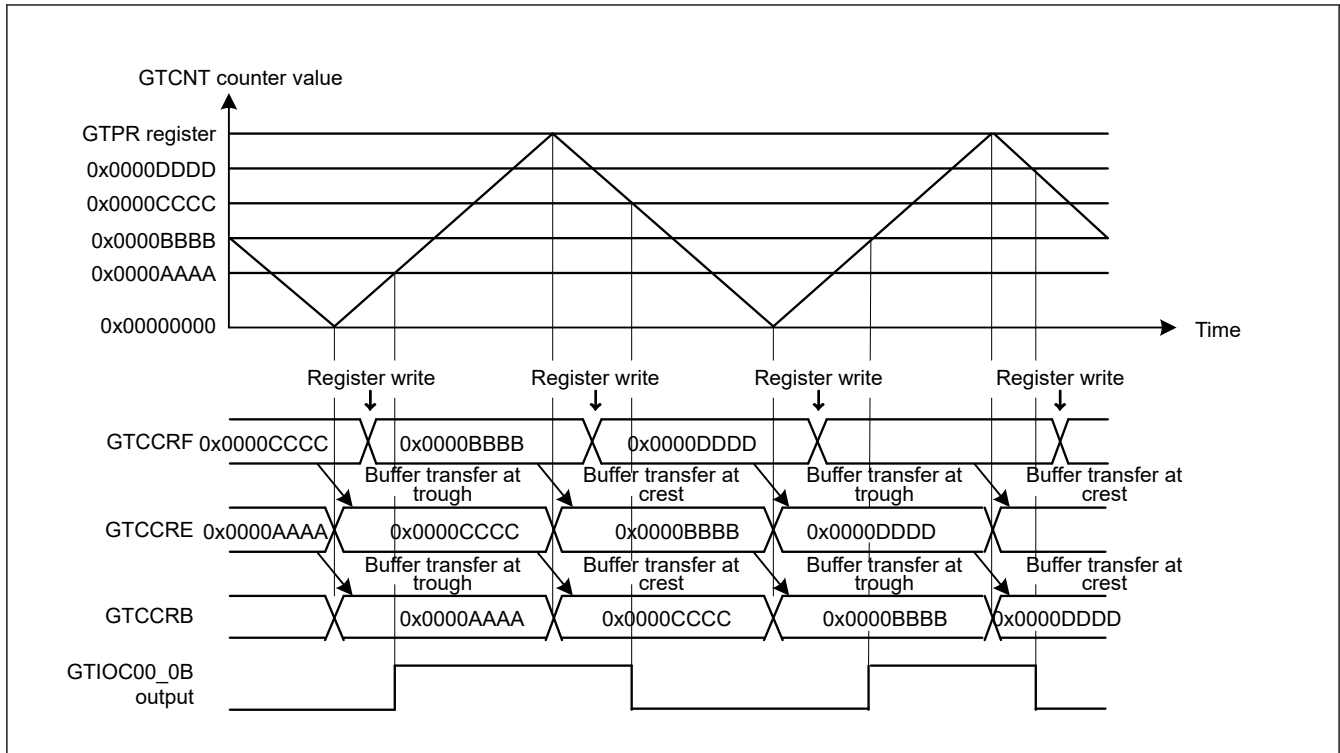 GTCNT counter value
GTPR register
0x0000DDDD
0x0000CCCC
0x0000BBBB
0x0000AAAA
0x00000000
Time
Register write Register write Register write Register write
GTCCRF 0x0000CCCC 0x0000BBBB 0x0000DDDD
Buffer transfer at trough
Buffer transfer at crest
Buffer transfer at trough
Buffer transfer at crest
GTCCRE 0x0000AAAA 0x0000CCCC 0x0000BBBB 0x0000DDDD
Buffer transfer at trough
Buffer transfer at crest
Buffer transfer at trough
Buffer transfer at crest
GTCCRB 0x0000AAAA 0x0000CCCC 0x0000BBBB 0x0000DDDD
GTIOC00_0B
output